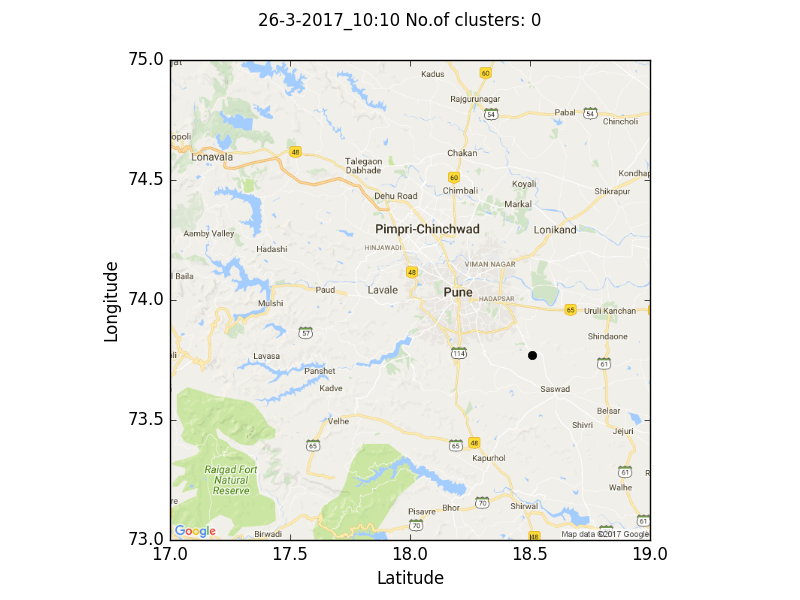 26-3-2017_10:10 No.of clusters: 0
75.0
Kadus
60
Rajgurunagar
54
Pabal
54
Chincholi
opoli
48
Lonavala
Talegaon
Dabhade
Chakan
74.5
60
Chimbali
Koyali
Kondhap
Shikrapur
Dehu Road
Markal
Aamby Valley
Pimpri-Chinchwad
Lonikand
Hadashi
HINJAWADI
VIMAN NAGAR
l Baila
48
Mulshi
Paud
Lavale
Pune
HADAPSAR
74.0
65
Uruli Kanchan
57
Shindaone
ali
Lavasa
114
73
Panshet
Kadve
Saswad
73.5
Velhe
Belsar
Shivri
Jejuri
65
65
48
Raigad Fort
Natural
Reserve
Kapurhol
61
R
Walhe
re
Bhor
70
Shirwal
Pisavre
70
61
Google
Birwadi
48
Map data ©2017 Google
73.0
17.0
17.5
18.0
18.5
19.0
Longitude
Latitude